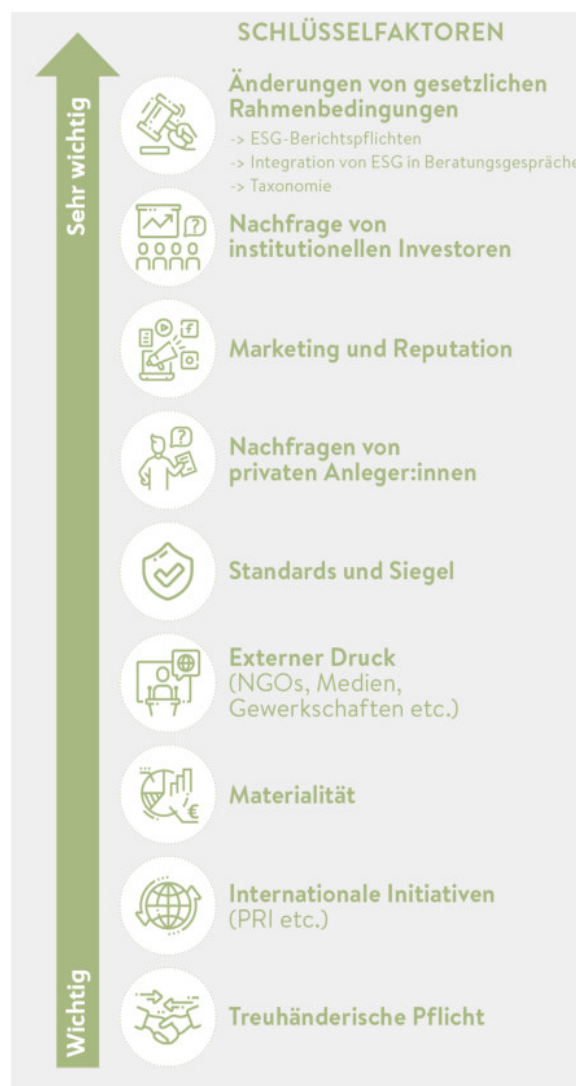 SCHLÜSSELFAKTOREN
Sehr wichtig
Änderungen von gesetzlichen
Rahmenbedingungen
-> ESG-Berichtspflichten
-> Integration von ESG in Beratungsgespräche
-> Taxonomie
Nachfrage von
institutionellen Investoren
Marketing und Reputation
Nachfragen von
privaten Anleger:innen
Standards und Siegel
Externer Druck
(NGOs, Medien,
Gewerkschaften etc.)
Materialität
Internationale Initiativen
(PRI etc.)
Wichtig
Treuhänderische Pflicht